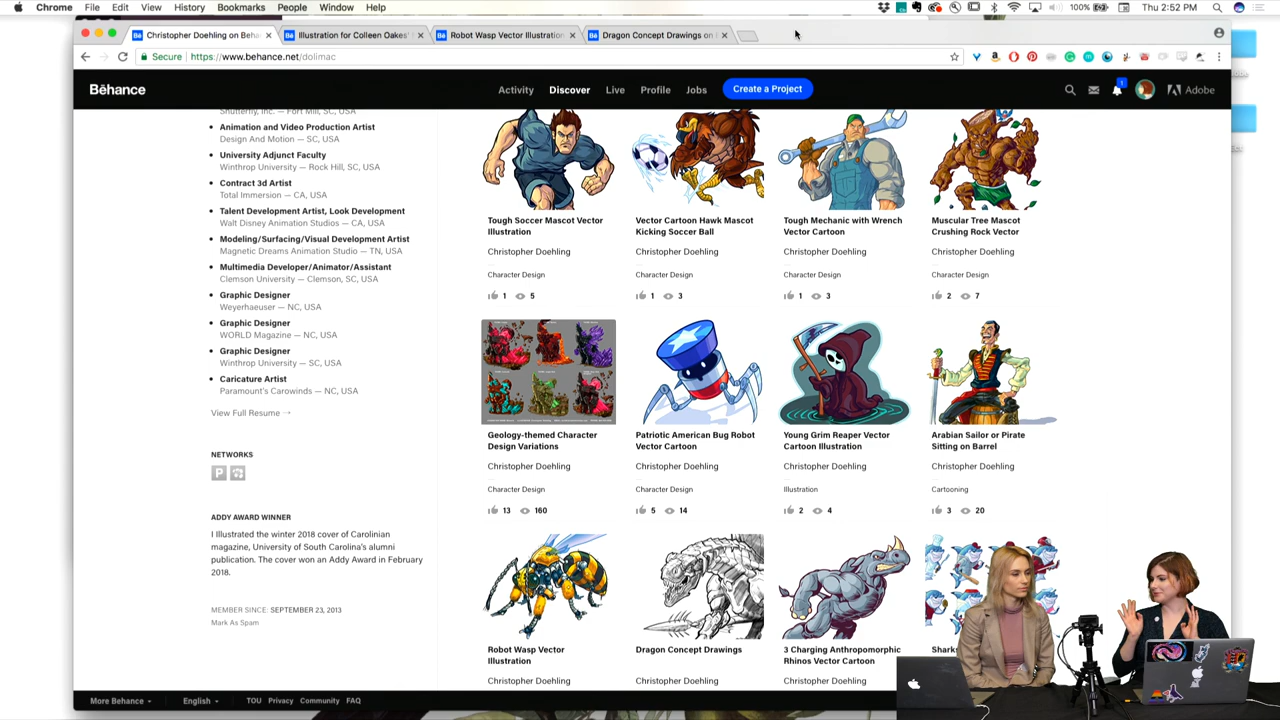 Chrome File Edit View History Bookmarks People Window Help
100% Thu 2:52 PM
Christopher Doehling on Beha
Illustration for Colleen Oakes'
Robot Wasp Vector Illustration
Dragon Concept Drawings on
Secure https://www.behance.net/dolimac
Bēhance Activity Discover Live Profile Jobs Create a Project 1 Adobe
Shutterfly, Inc. — Fort Mill, SC, USA
Animation and Video Production Artist
Design And Motion — SC, USA
University Adjunct Faculty
Winthrop University — Rock Hill, SC, USA
Contract 3d Artist
Total Immersion — CA, USA
Talent Development Artist, Look Development
Walt Disney Animation Studios — CA, USA
Modeling/Surfacing/Visual Development Artist
Magnetic Dreams Animation Studio — TN, USA
Multimedia Developer/Animator/Assistant
Clemson University — Clemson, SC, USA
Graphic Designer
Weyerhaeuser — NC, USA
Graphic Designer
WORLD Magazine — NC, USA
Graphic Designer
Winthrop University — SC, USA
Caricature Artist
Paramount's Carowinds — NC, USA
View Full Resume →
NETWORKS
ADDY AWARD WINNER
I Illustrated the winter 2018 cover of Carolinian
magazine, University of South Carolina's alumni
publication. The cover won an Addy Award in February
2018.
MEMBER SINCE: SEPTEMBER 23, 2013
Mark As Spam
Tough Soccer Mascot Vector
Illustration
Christopher Doehling
Character Design
1 5
Vector Cartoon Hawk Mascot
Kicking Soccer Ball
Christopher Doehling
Character Design
1 3
Tough Mechanic with Wrench
Vector Cartoon
Christopher Doehling
Character Design
1 3
Muscular Tree Mascot
Crushing Rock Vector
Christopher Doehling
Character Design
2 7
Geology-themed Character
Design Variations
Christopher Doehling
Character Design
13 160
Patriotic American Bug Robot
Vector Cartoon
Christopher Doehling
Character Design
5 14
Young Grim Reaper Vector
Cartoon Illustration
Christopher Doehling
Illustration
2 4
Arabian Sailor or Pirate
Sitting on Barrel
Christopher Doehling
Cartooning
3 20
Robot Wasp Vector
Illustration
Christopher Doehling
Dragon Concept Drawings
Christopher Doehling
3 Charging Anthropomorphic
Rhinos Vector Cartoon
Christopher Doehling
More Behance English TOU Privacy Community FAQ